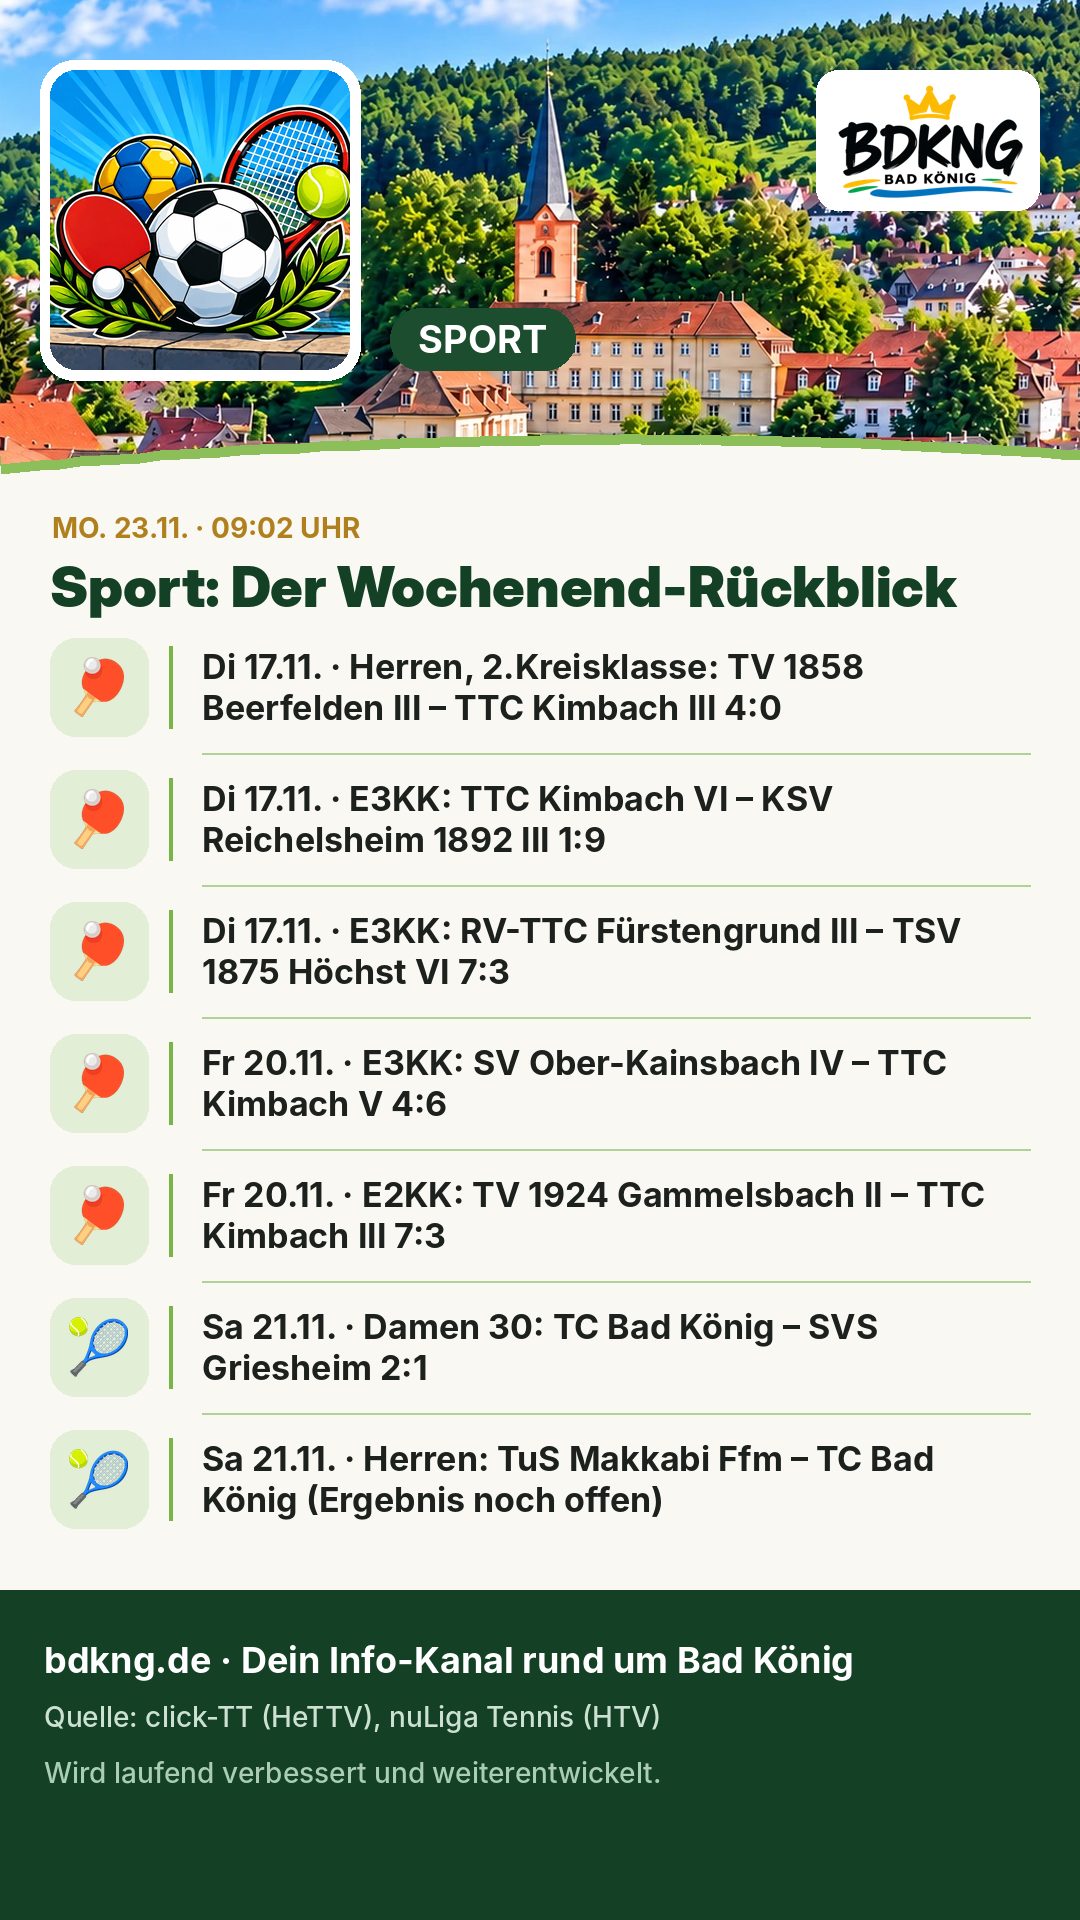 BDKNG
BAD KÖNIG
SPORT
MO. 23.11. · 09:02 UHR
Sport: Der Wochenend-Rückblick
Di 17.11. · Herren, 2.Kreisklasse: TV 1858
Beerfelden III – TTC Kimbach III 4:0
Di 17.11. · E3KK: TTC Kimbach VI – KSV
Reichelsheim 1892 III 1:9
Di 17.11. · E3KK: RV-TTC Fürstengrund III – TSV
1875 Höchst VI 7:3
Fr 20.11. · E3KK: SV Ober-Kainsbach IV – TTC
Kimbach V 4:6
Fr 20.11. · E2KK: TV 1924 Gammelsbach II – TTC
Kimbach III 7:3
Sa 21.11. · Damen 30: TC Bad König – SVS
Griesheim 2:1
Sa 21.11. · Herren: TuS Makkabi Ffm – TC Bad
König (Ergebnis noch offen)
bdkng.de · Dein Info-Kanal rund um Bad König
Quelle: click-TT (HeTTV), nuLiga Tennis (HTV)
Wird laufend verbessert und weiterentwickelt.